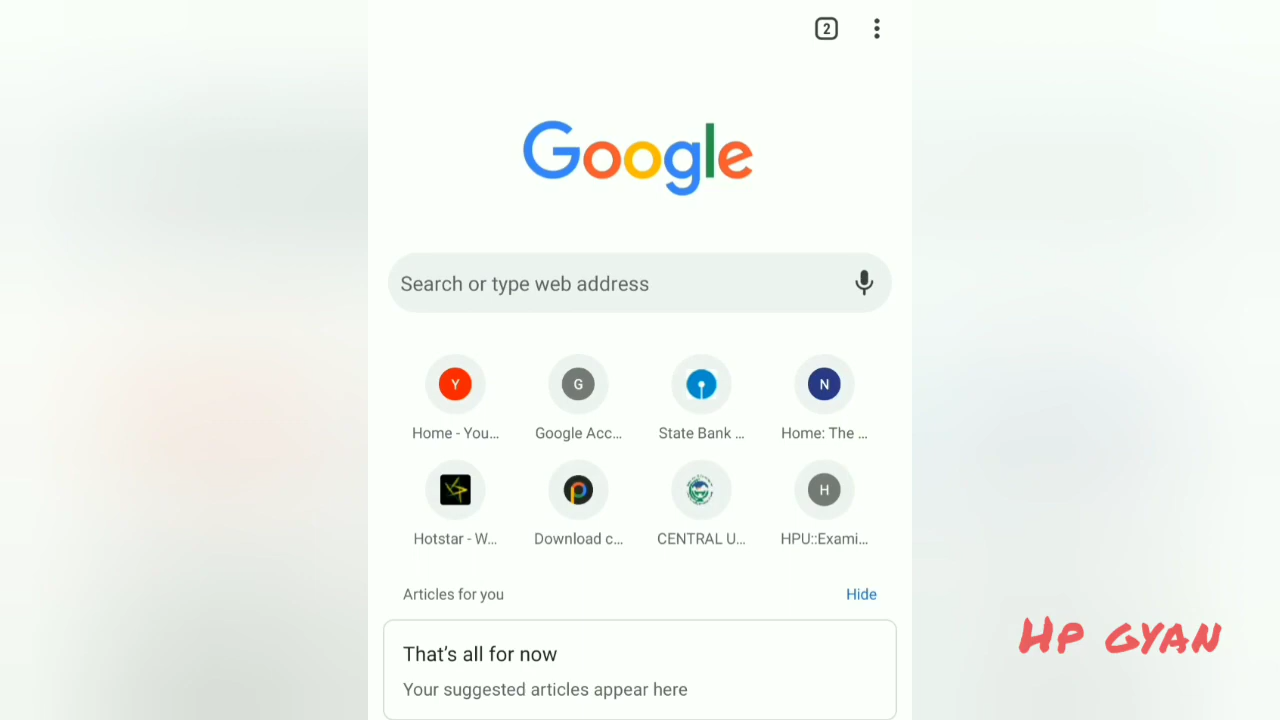 2
Google
Search or type web address
Y G N
Home - You... Google Acc... State Bank ... Home: The ...
H
Hotstar - W... Download c... CENTRAL U... HPU::Exami...
Articles for you Hide
That's all for now
Your suggested articles appear here
HP GYAN